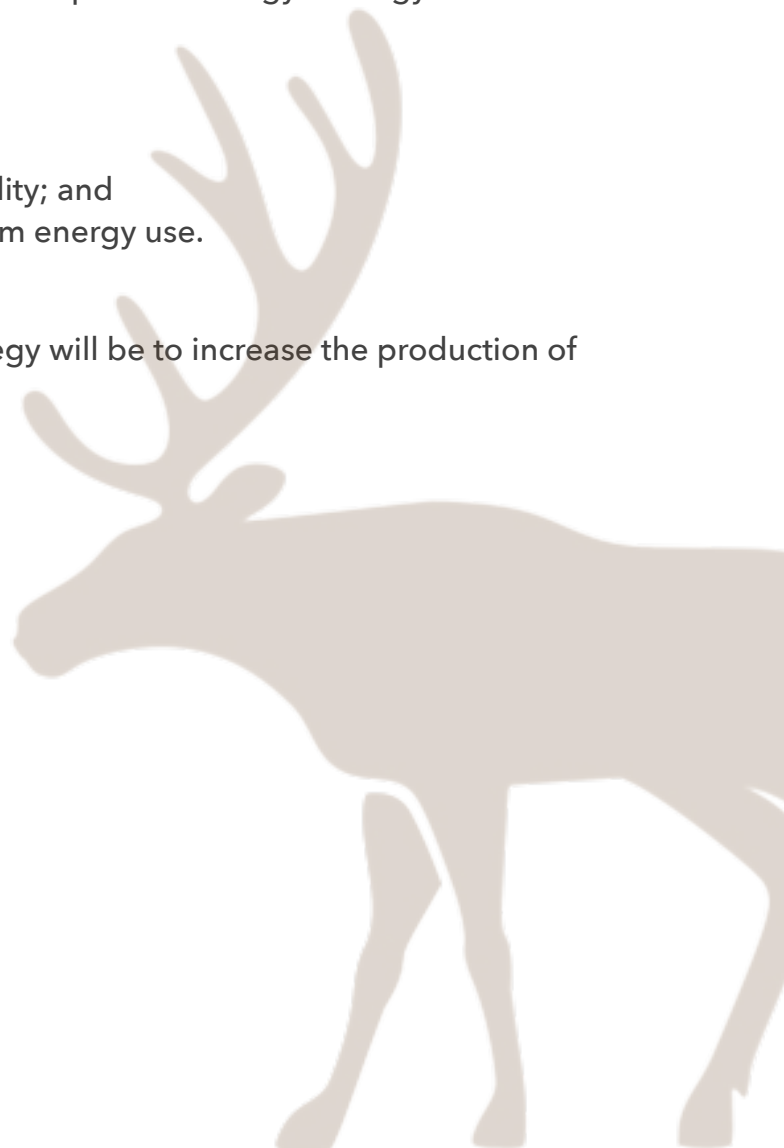 lity; and
m energy use.
egy will be to increase the production of